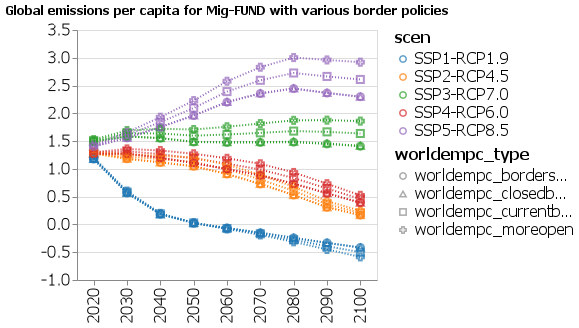 Global emissions per capita for Mig-FUND with various border policies
3.5
3.0
2.5
2.0
1.5
1.0
0.5
0.0
-0.5
-1.0
2020
2030
2040
2050
2060
2070
2080
2090
2100
scen
SSP1-RCP1.9
SSP2-RCP4.5
SSP3-RCP7.0
SSP4-RCP6.0
SSP5-RCP8.5
worldempc_type
worldempc_borders...
worldempc_closedb...
worldempc_currentb...
worldempc_moreopen